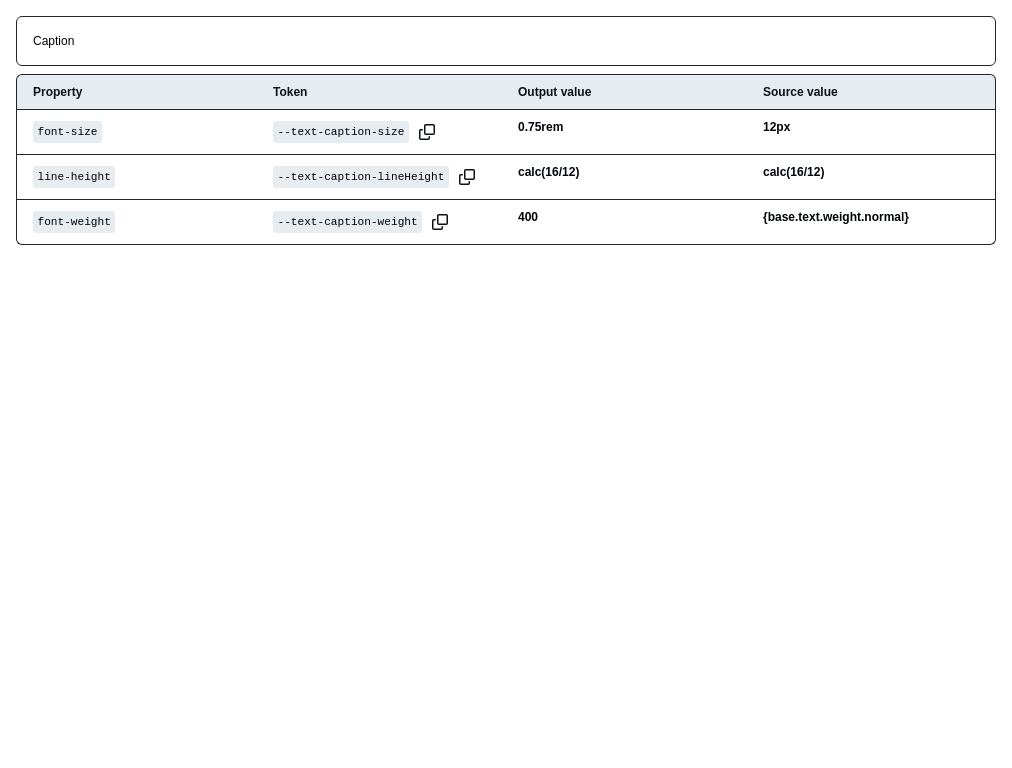 Caption
Property Token Output value Source value
font-size --text-caption-size 0.75rem 12px
line-height --text-caption-lineHeight calc(16/12) calc(16/12)
font-weight --text-caption-weight 400 {base.text.weight.normal}